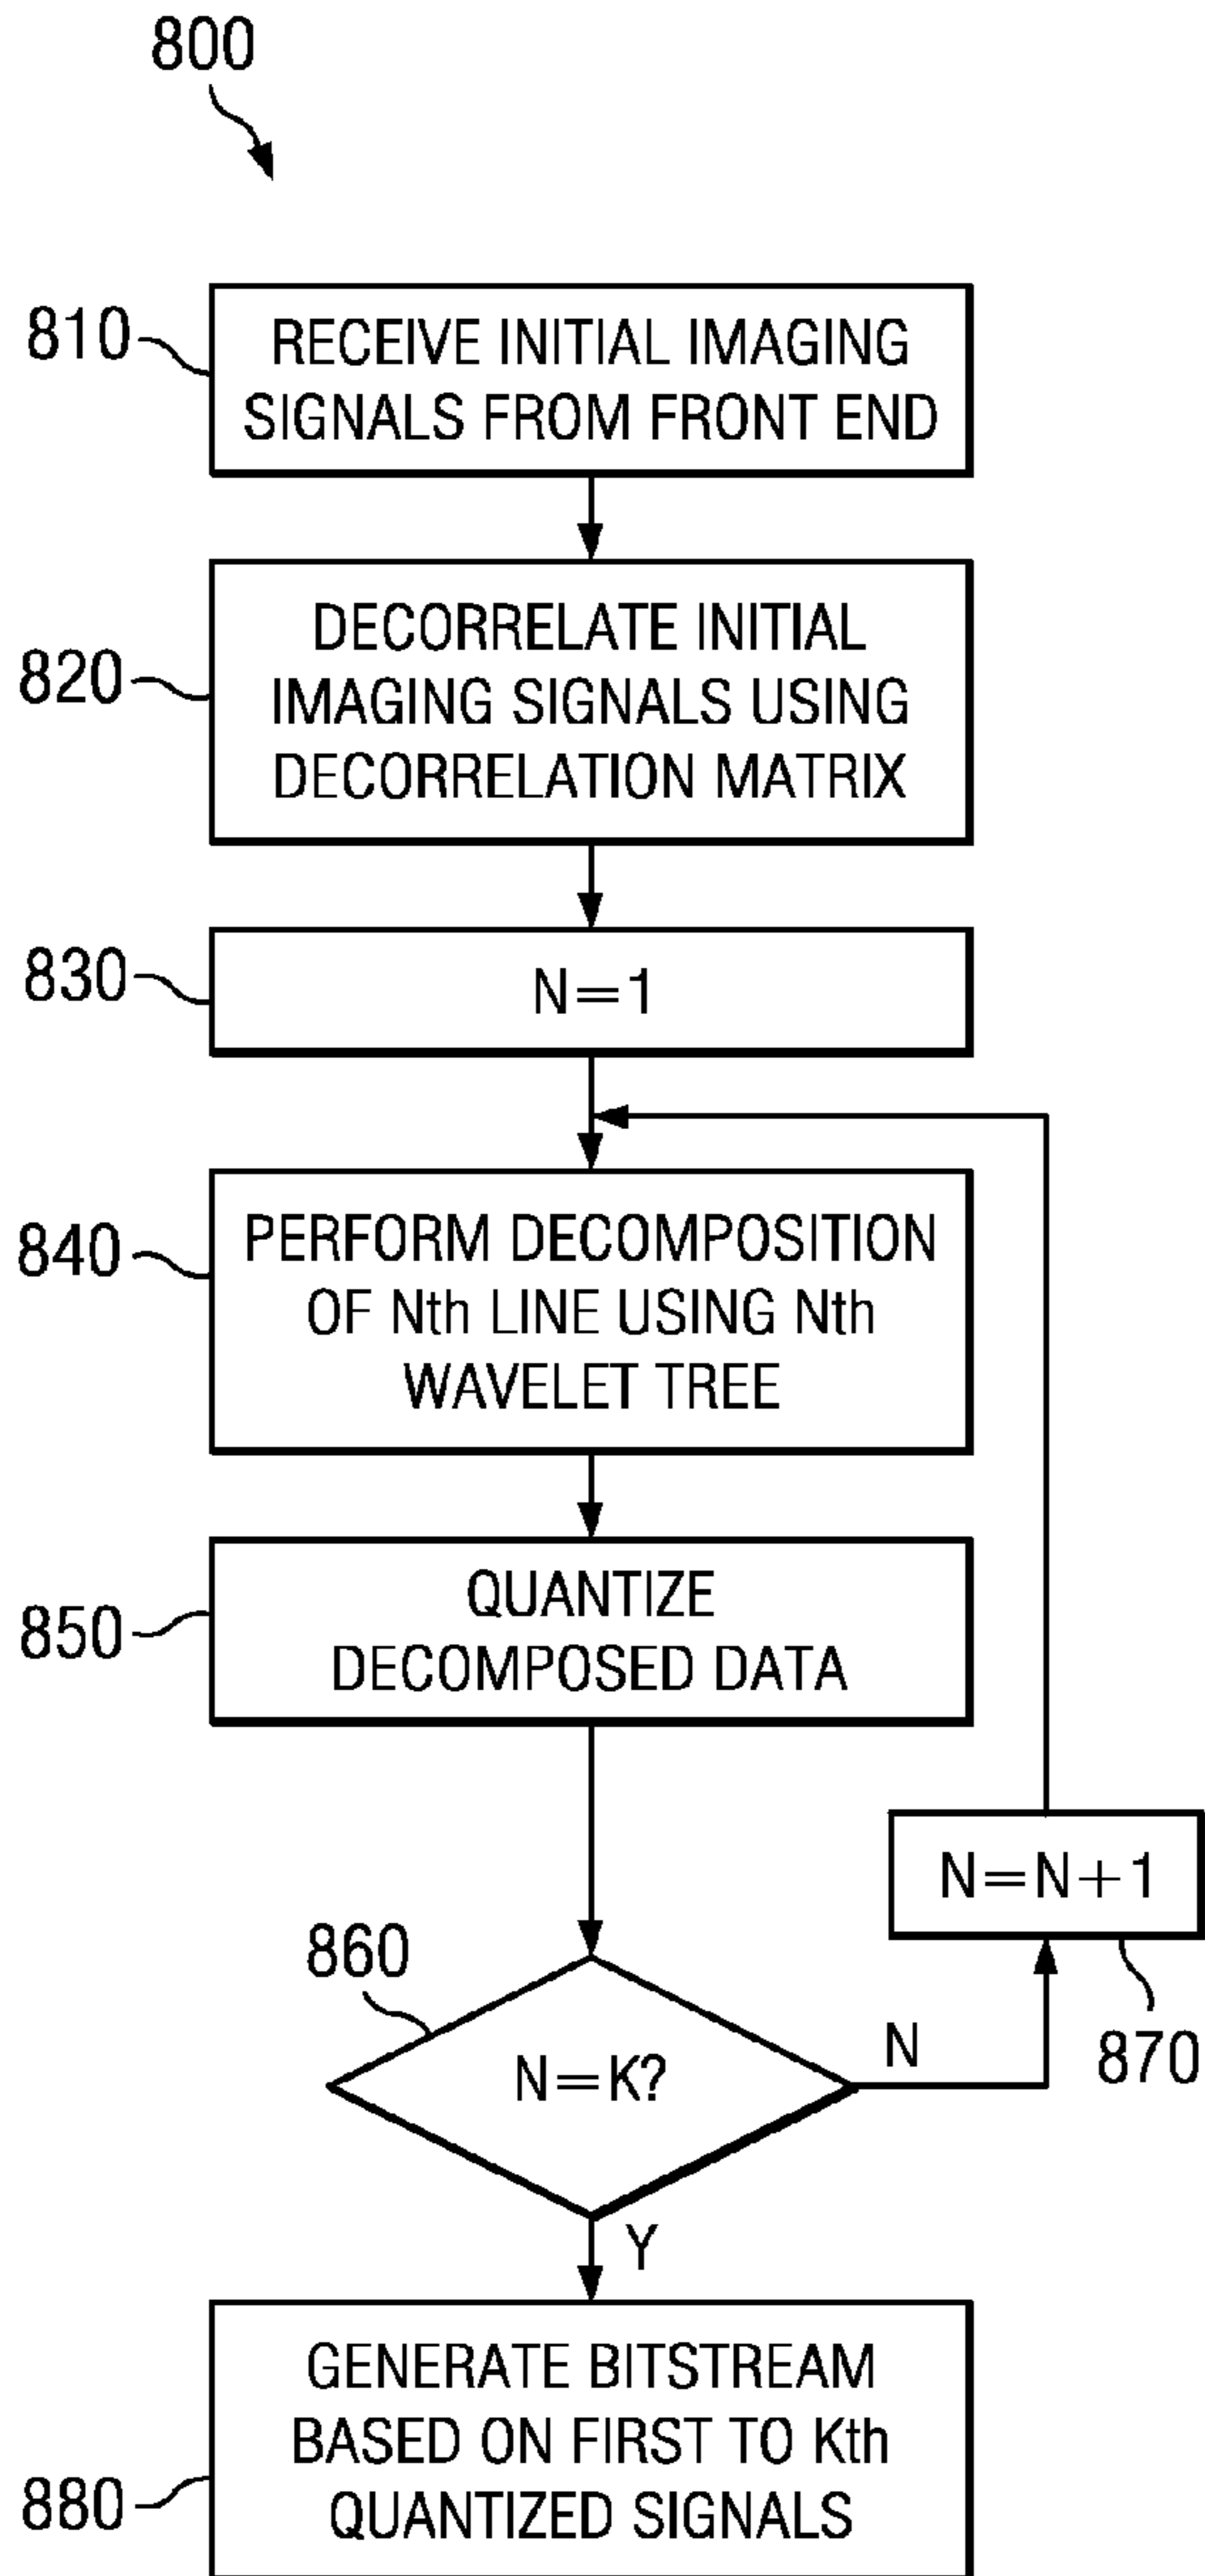 800
810
RECEIVE INITIAL IMAGING
SIGNALS FROM FRONT END
820
DECORRELATE INITIAL
IMAGING SIGNALS USING
DECORRELATION MATRIX
830
N=1
840
PERFORM DECOMPOSITION
OF Nth LINE USING Nth
WAVELET TREE
850
QUANTIZE
DECOMPOSED DATA
N=N+1
870
860
N=K?
N
Y
880
GENERATE BITSTREAM
BASED ON FIRST TO Kth
QUANTIZED SIGNALS